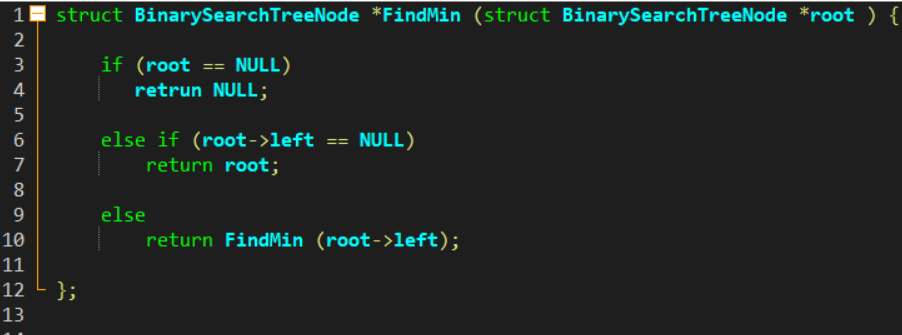 1 struct BinarySearchTreeNode *FindMin (struct BinarySearchTreeNode *root ) {
2
3 if (root == NULL)
4 retrun NULL;
5
6 else if (root->left == NULL)
7 return root;
8
9 else
10 return FindMin (root->left);
11
12 };
13